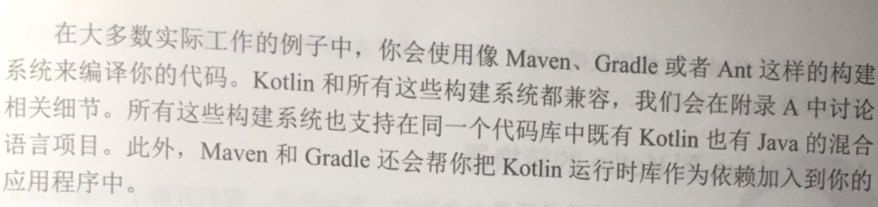 在大多数实际工作的例子中，你会使用像 Maven、Gradle 或者 Ant 这样的构建
系统来编译你的代码。Kotlin 和所有这些构建系统都兼容，我们会在附录 A 中讨论
相关细节。所有这些构建系统也支持在同一个代码库中既有 Kotlin 也有 Java 的混合
语言项目。此外，Maven 和 Gradle 还会帮你把 Kotlin 运行时库作为依赖加入到你的
应用程序中。